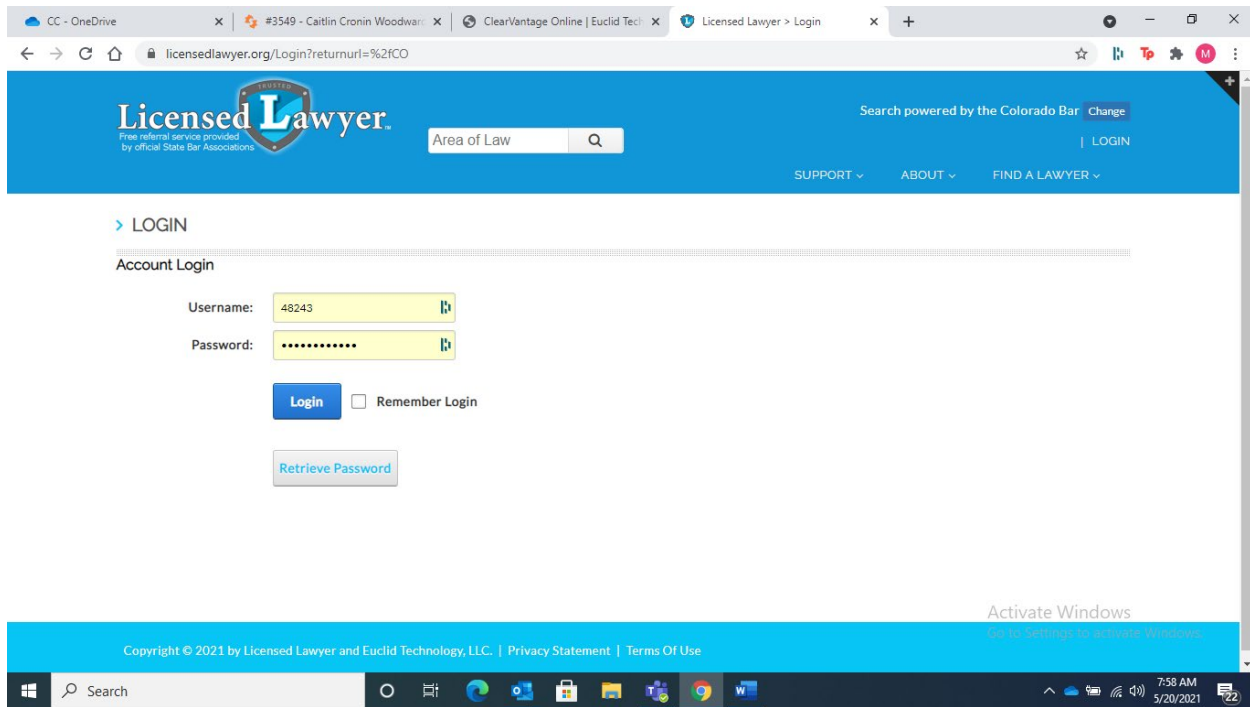 CC - OneDrive
#3549 - Caitlin Cronin Woodward
ClearVantage Online | Euclid Tech
Licensed Lawyer > Login
licensedlawyer.org/Login?returnurl=%2fCO
Tp
M
TRUSTED
Licensed Lawyer
Free referral service provided
by official State Bar Associations
Area of Law
Search powered by the Colorado Bar Change
| LOGIN
SUPPORT ABOUT FIND A LAWYER
> LOGIN
Account Login
Username: 48243
Password: ••••••••••••
Login Remember Login
Retrieve Password
Activate Windows
Go to Settings to activate Windows.
Copyright © 2021 by Licensed Lawyer and Euclid Technology, LLC. | Privacy Statement | Terms Of Use
Search
7:58 AM
5/20/2021
22